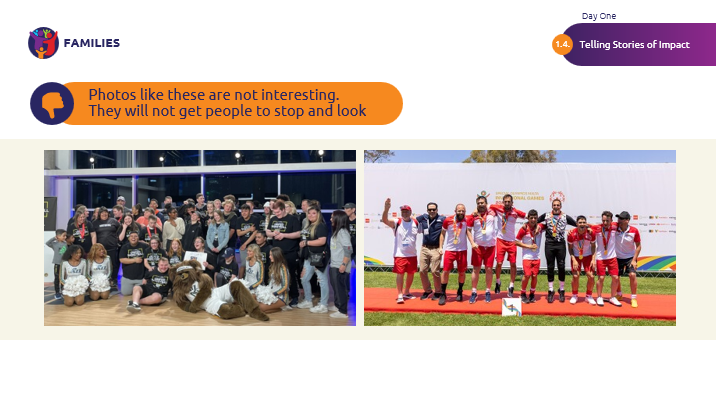 Day One
FAMILIES
1.4.
Telling Stories of Impact
Photos like these are not interesting.
They will not get people to stop and look